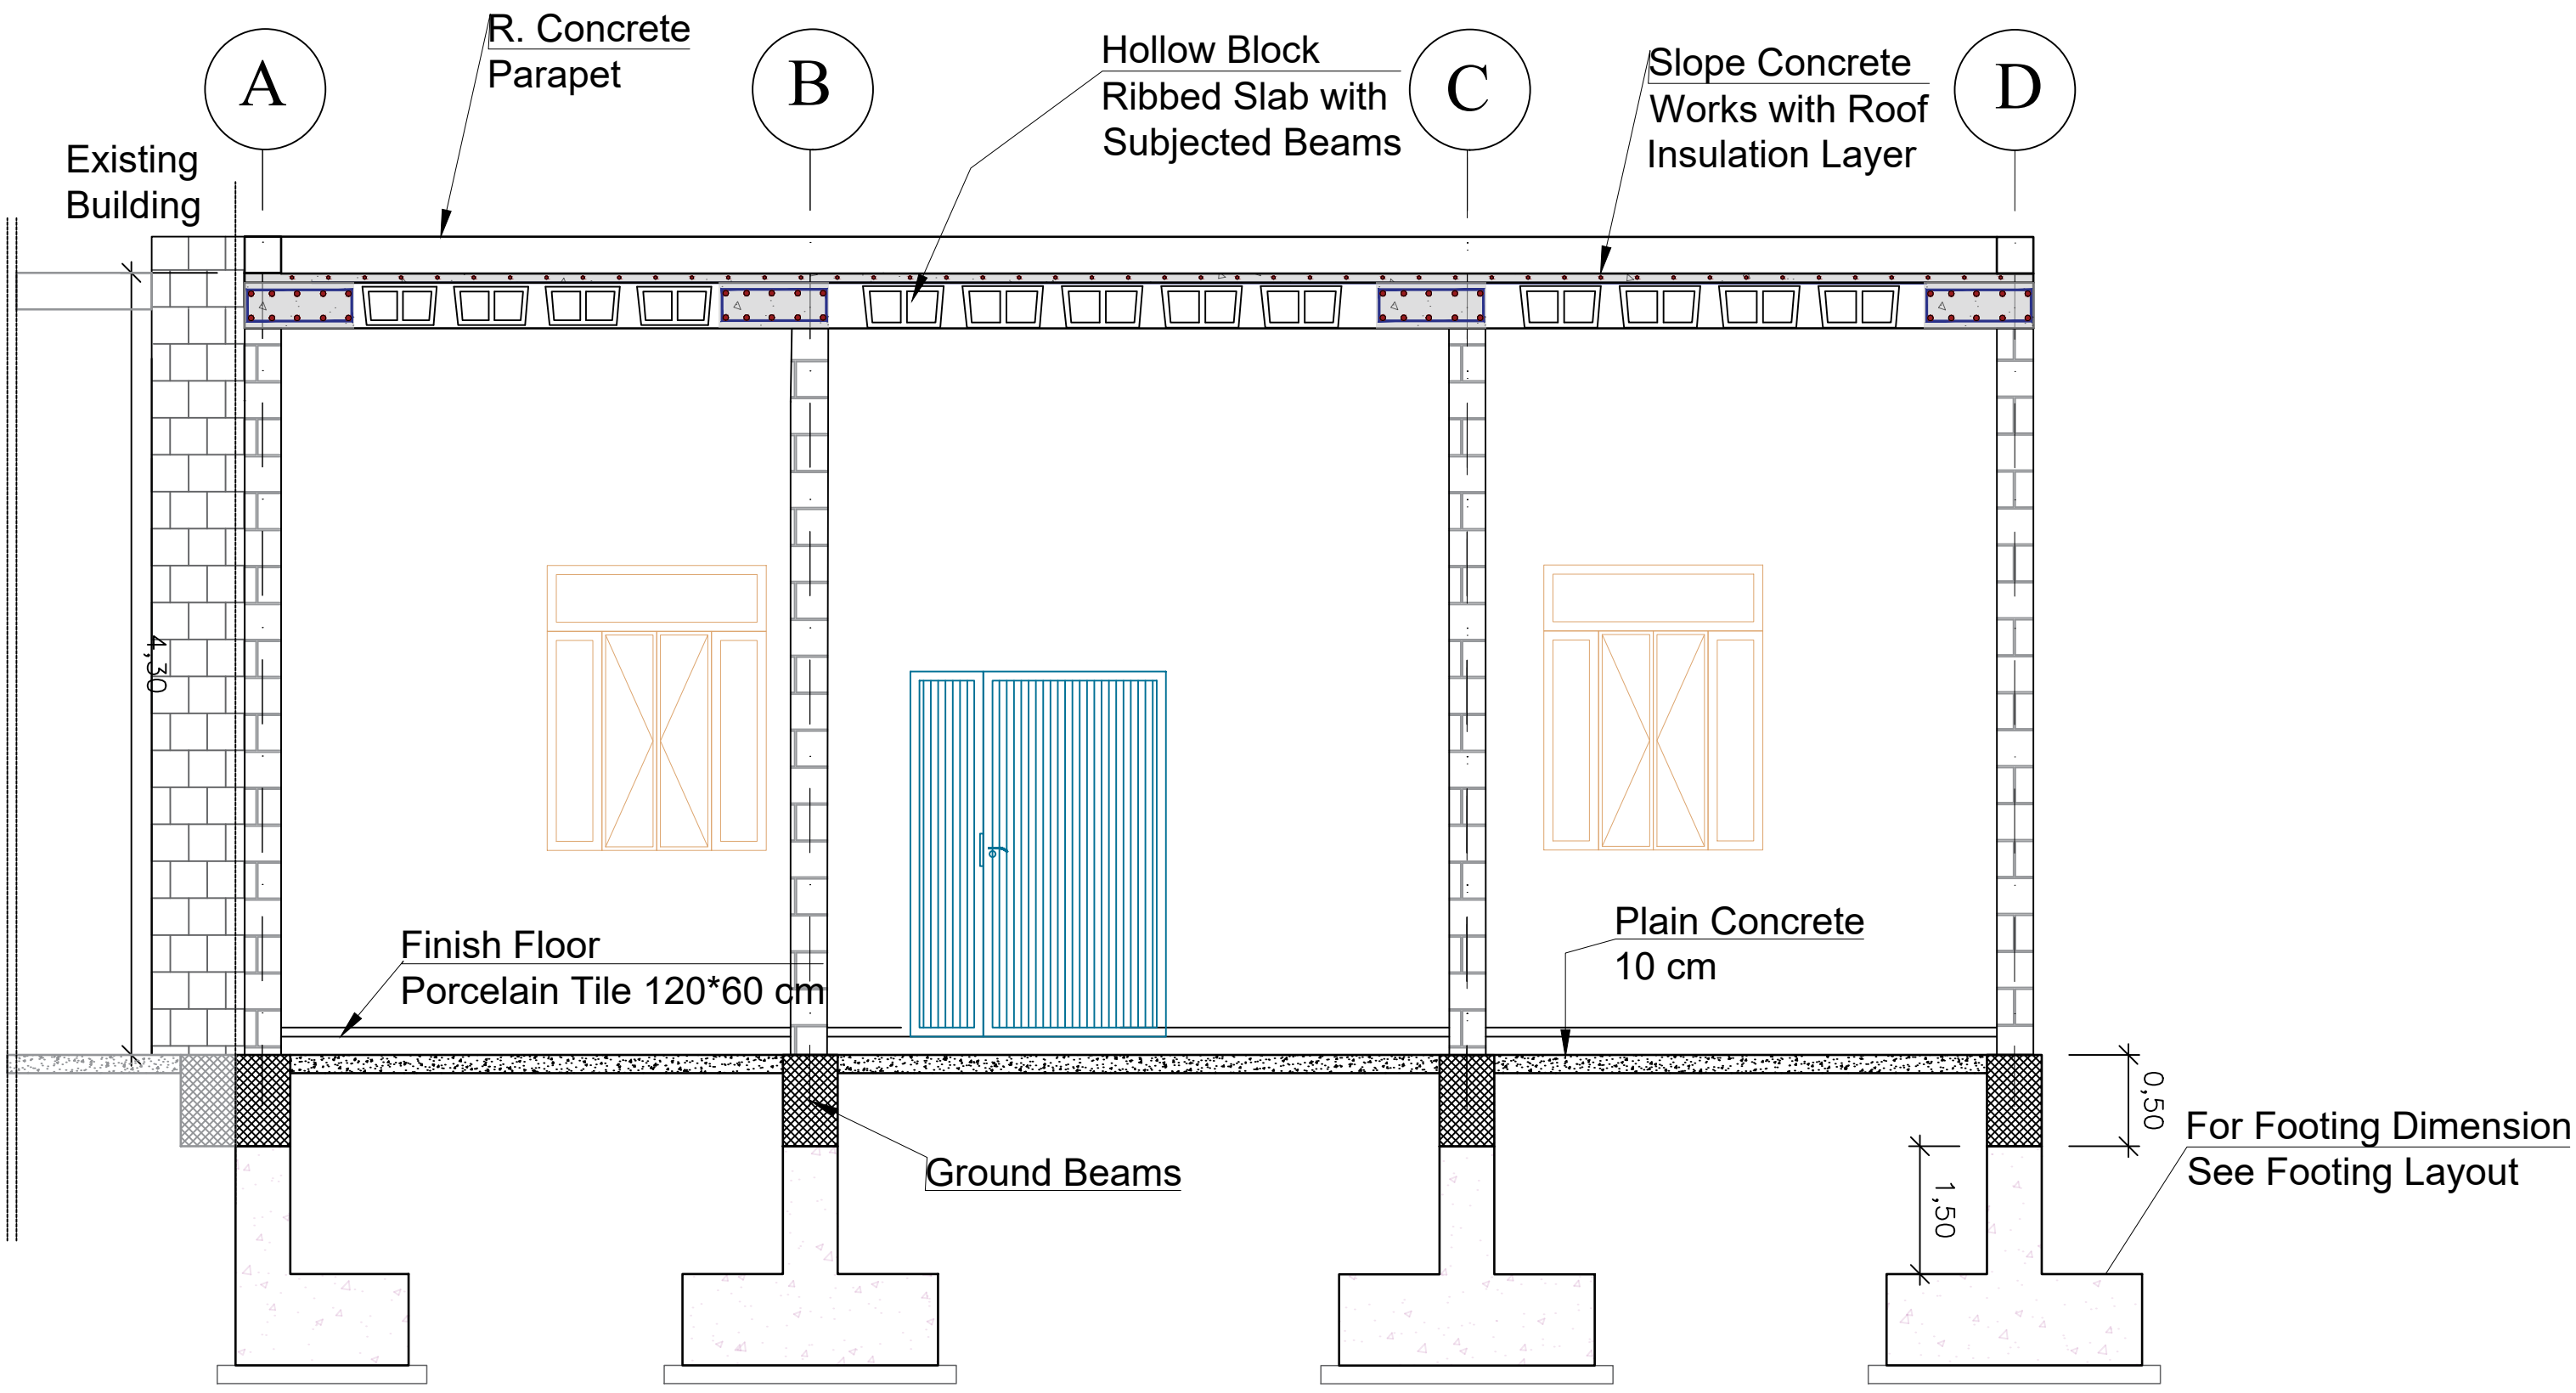 A
R. Concrete
Parapet
B
Hollow Block
Ribbed Slab with
Subjected Beams
C
Slope Concrete
Works with Roof
Insulation Layer
D
Existing
Building
4,30
Finish Floor
Porcelain Tile 120*60 cm
Plain Concrete
10 cm
Ground Beams
0,50
1,50
For Footing Dimension
See Footing Layout